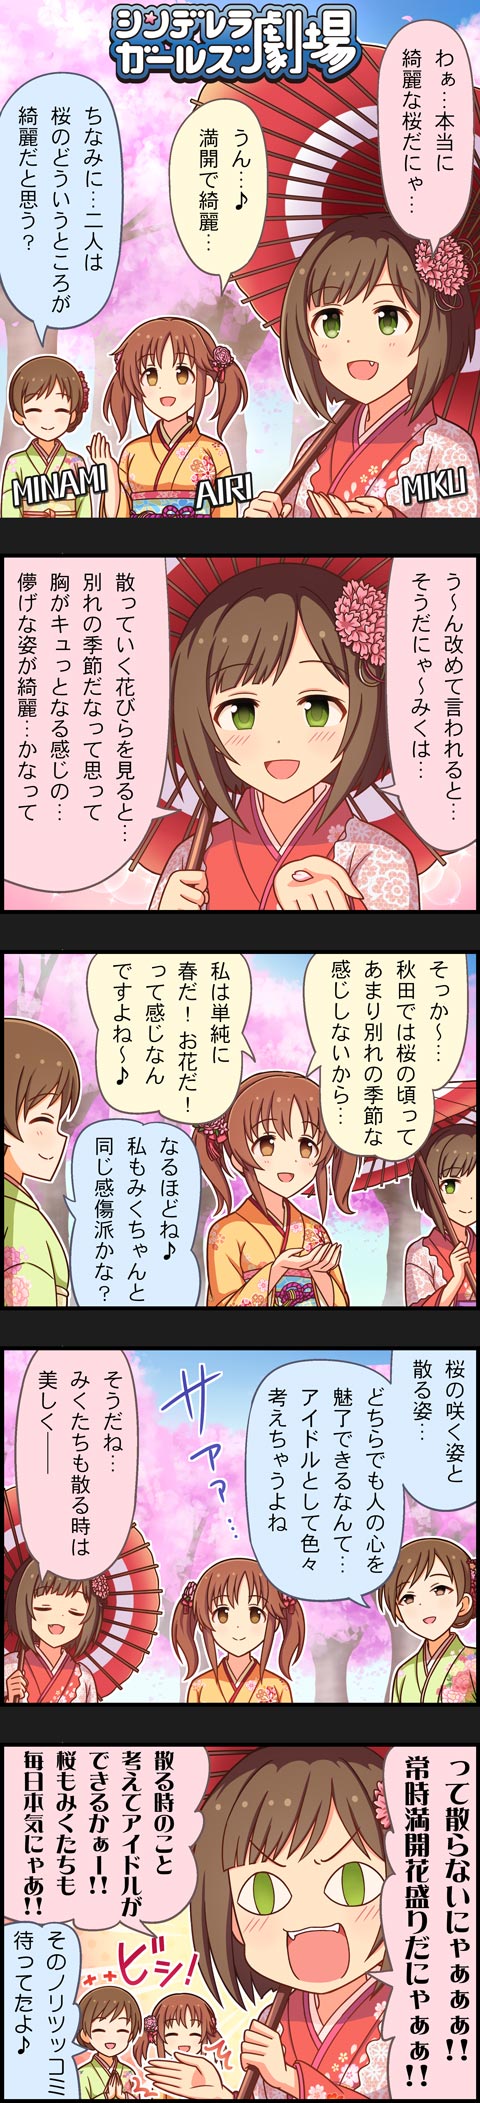 シンデレラ
ガールズ劇場
わぁ…本当に
綺麗な桜だにゃ…
うん…♪
満開で綺麗…
ちなみに…二人は
桜のどういうところが
綺麗だと思う？
MINAMI
AIRI
MIKU
う～ん改めて言われると…
そうだにゃ～みくは…
散っていく花びらを見ると…
別れの季節だなって思って
胸がキュっとなる感じの…
儚げな姿が綺麗…かなって
そっか～…
秋田では桜の頃って
あまり別れの季節な
感じしないから…
私は単純に
春だ！お花だ！
って感じなん
ですよね～♪
なるほどね♪
私もみくちゃんと
同じ感傷派かな？
桜の咲く姿と
散る姿…
どちらでも人の心を
魅了できるなんて…
アイドルとして色々
考えちゃうよね
サアァ…
そうだね…
みくたちも散る時は
美しく――
って散らないにゃぁぁぁ!!
常時満開花盛りだにゃぁぁ!!
散る時のこと
考えてアイドルが
できるかぁー!!
桜もみくたちも
毎日本気にゃあ!!
ビシ!
そのノリツッコミ
待ってたよ♪